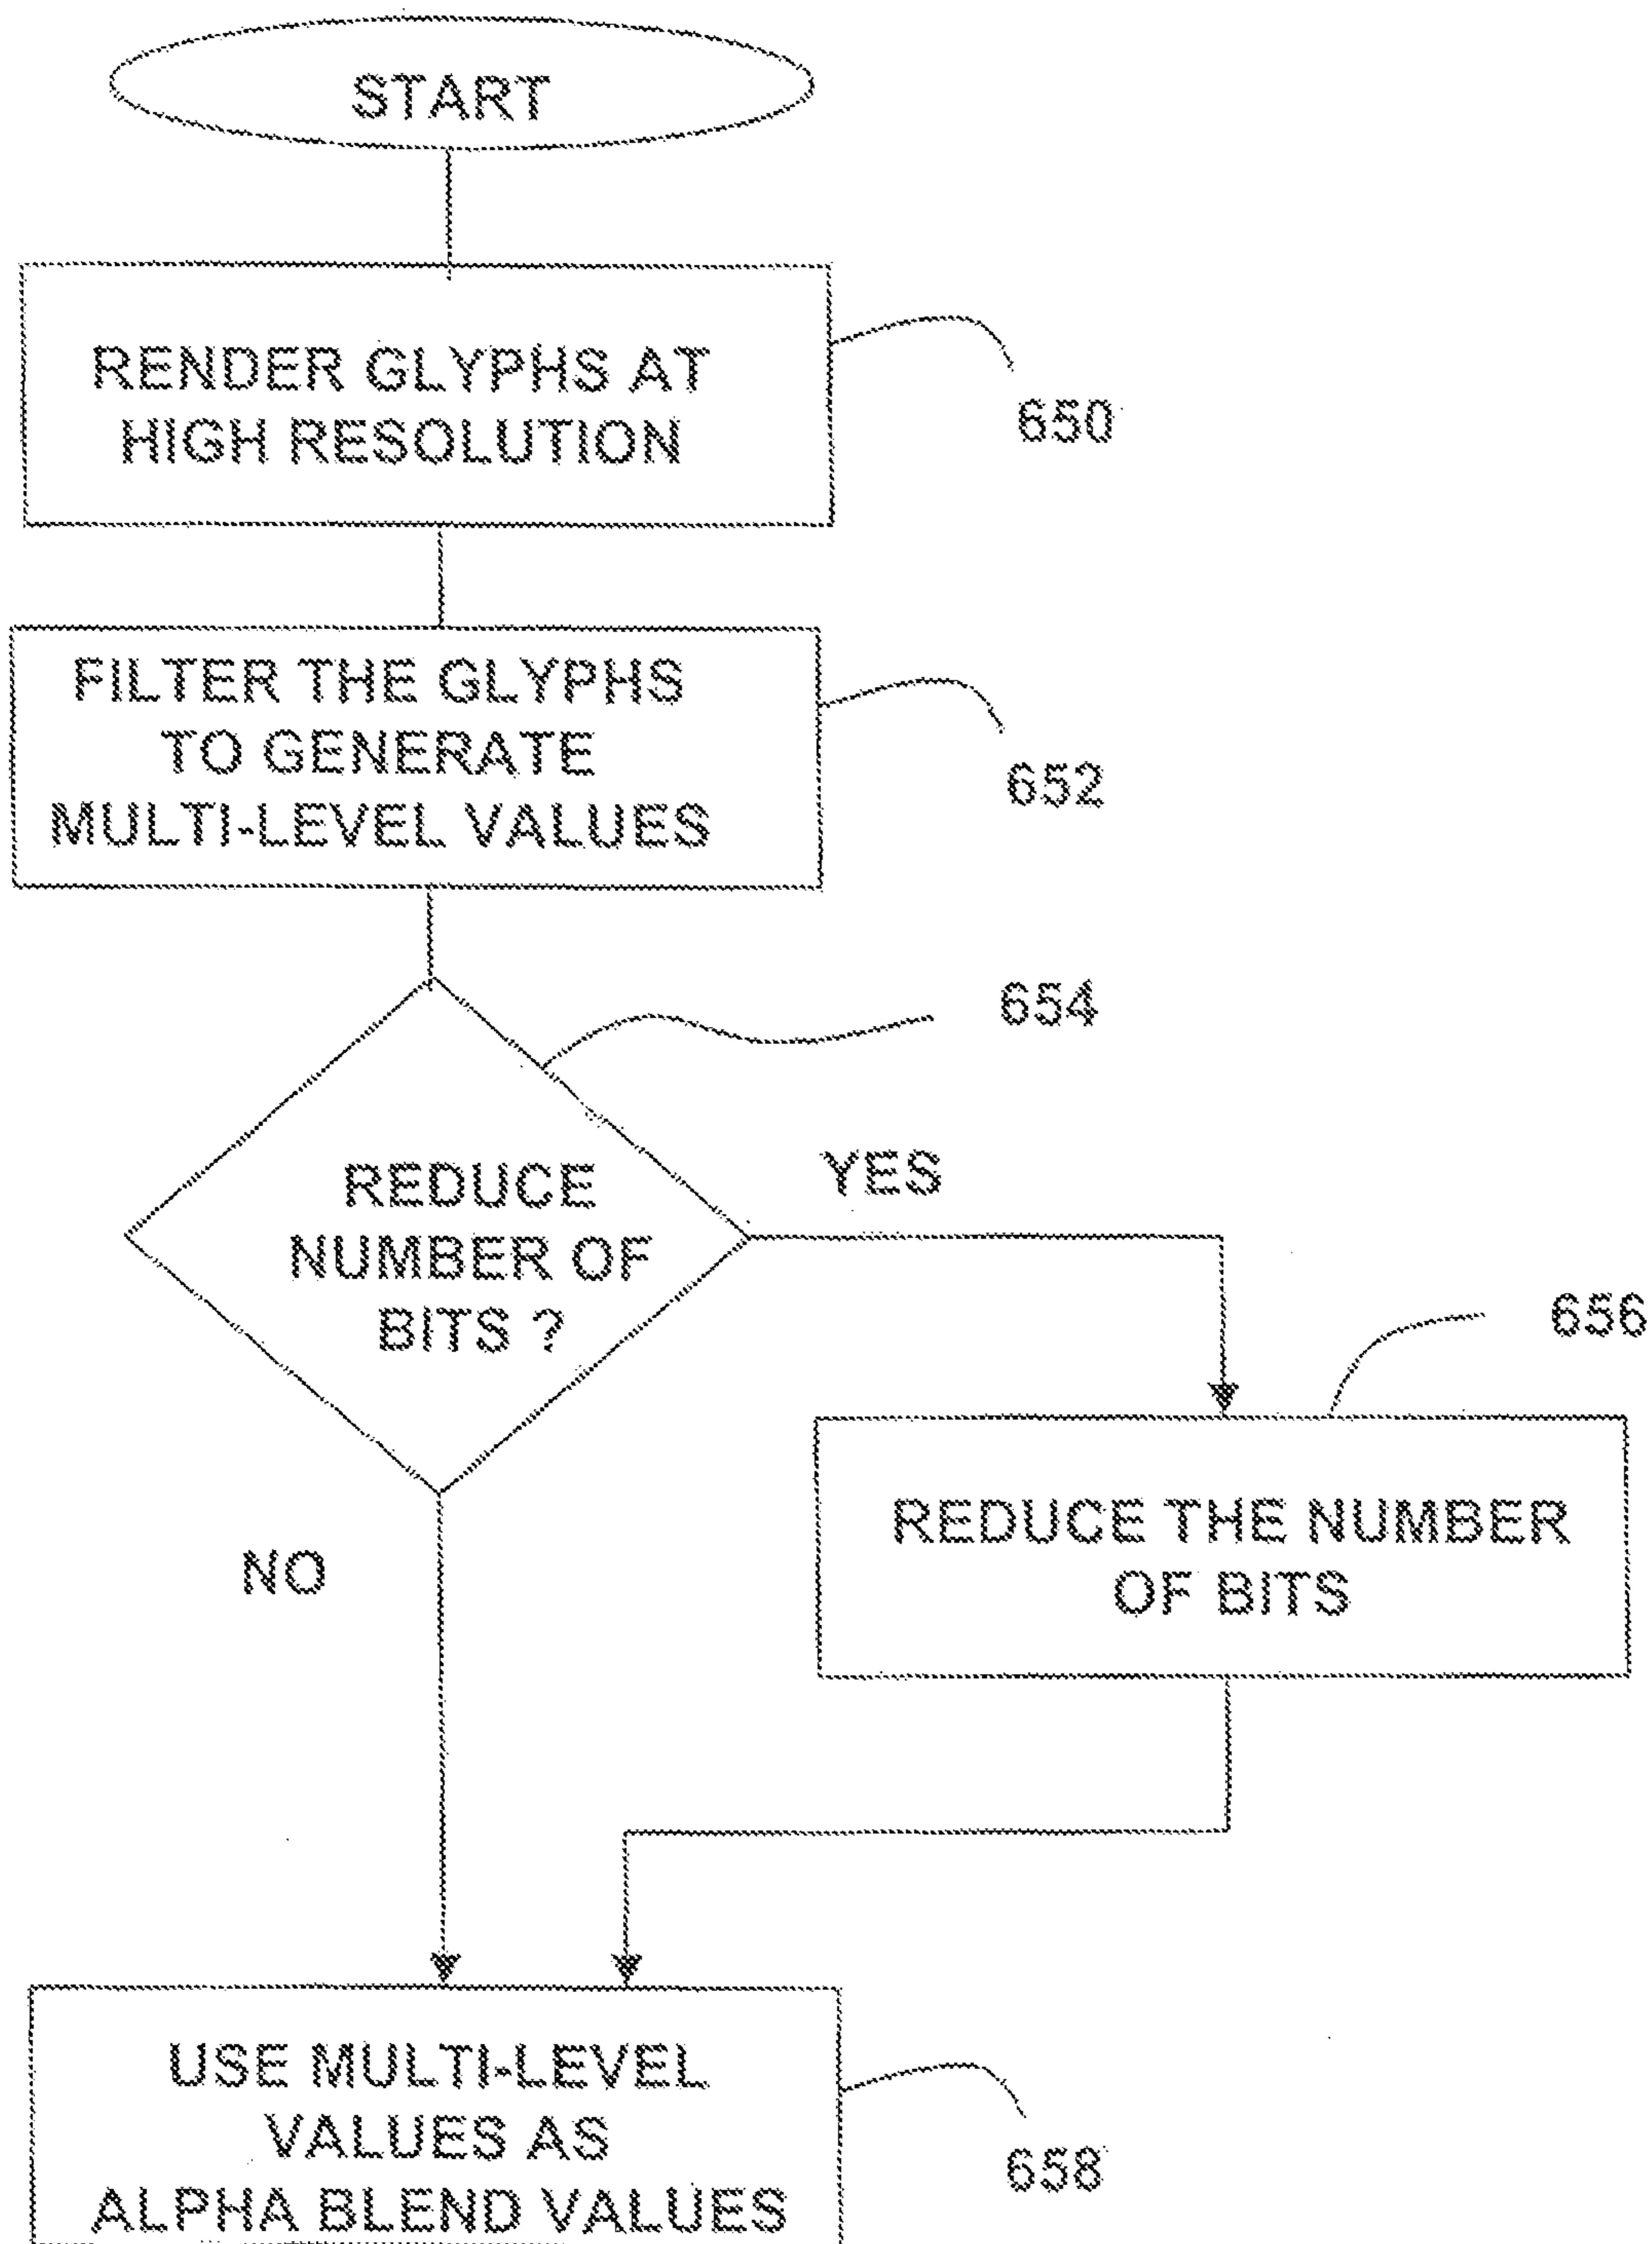 START
RENDER GLYPHS AT
HIGH RESOLUTION
650
FILTER THE GLYPHS
TO GENERATE
MULTI-LEVEL VALUES
652
654
REDUCE
NUMBER OF
BITS ?
YES
656
REDUCE THE NUMBER
OF BITS
NO
USE MULTI-LEVEL
VALUES AS
ALPHA BLEND VALUES
658